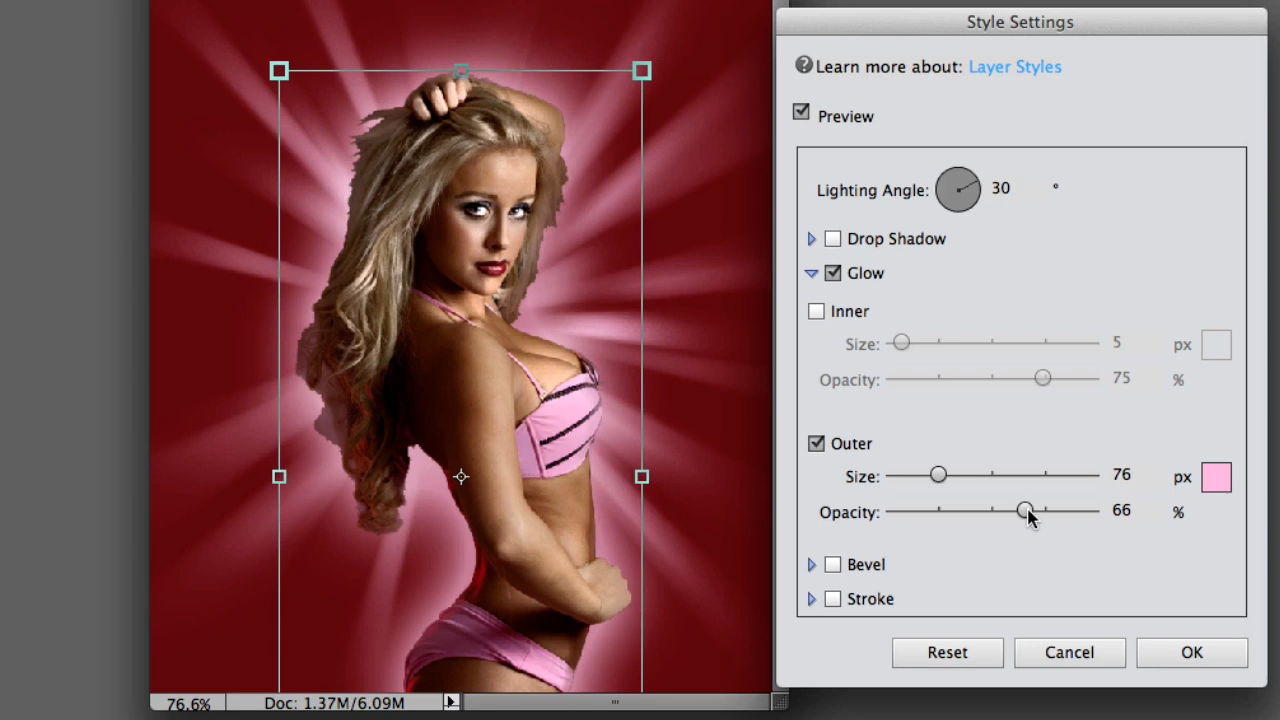 Style Settings
Learn more about: Layer Styles
Preview
Lighting Angle: 30 °
Drop Shadow
Glow
Inner
Size: 5 px
Opacity: 75 %
Outer
Size: 76 px
Opacity: 66 %
Bevel
Stroke
Reset Cancel OK
76.6% Doc: 1.37M/6.09M